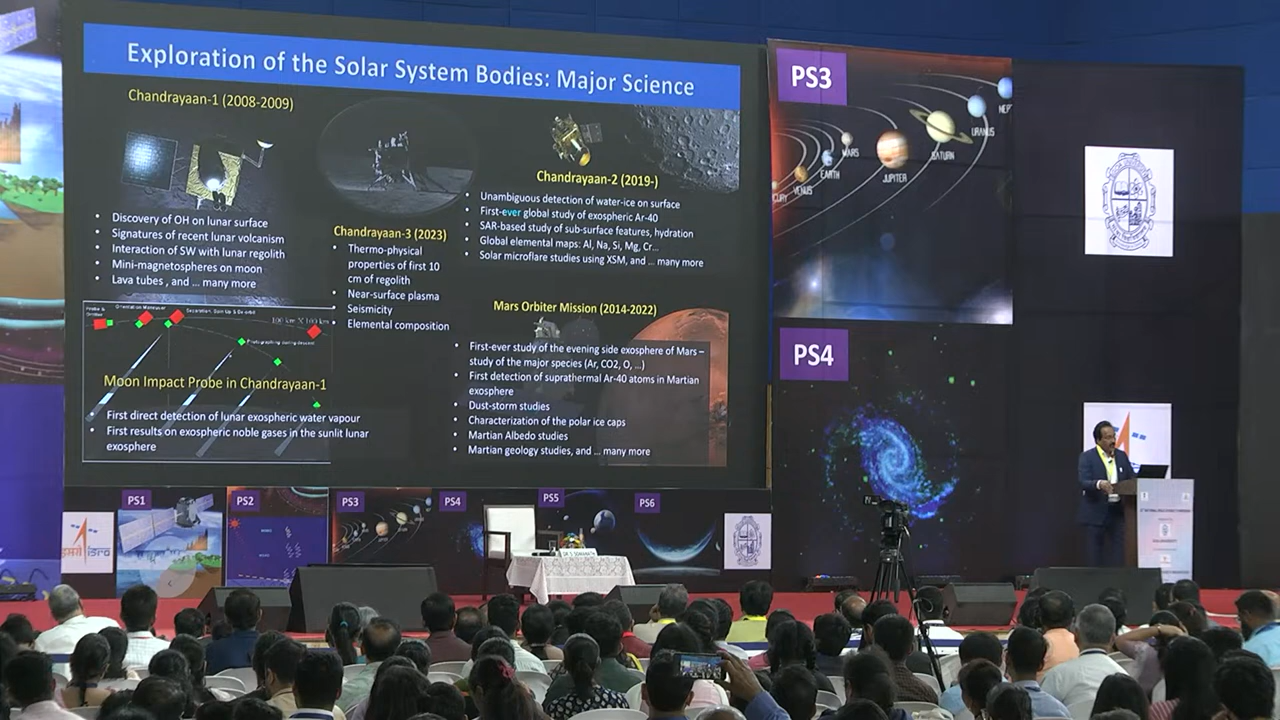 Exploration of the Solar System Bodies: Major Science
Chandrayaan-1 (2008-2009)
• Discovery of OH on lunar surface
• Signatures of recent lunar volcanism
• Interaction of SW with lunar regolith
• Mini-magnetospheres on moon
• Lava tubes , and ... many more
Chandrayaan-3 (2023)
• Thermo-physical
properties of first 10
cm of regolith
• Near-surface plasma
• Seismicity
• Elemental composition
Chandrayaan-2 (2019-)
• Unambiguous detection of water-ice on surface
• First-ever global study of exospheric Ar-40
• SAR-based study of sub-surface features, hydration
• Global elemental maps: Al, Na, Si, Mg, Cr...
• Solar microflare studies using XSM, and ... many more
100 km X 100 km
Moon Impact Probe in Chandrayaan-1
• First direct detection of lunar exospheric water vapour
• First results on exospheric noble gases in the sunlit lunar
exosphere
Mars Orbiter Mission (2014-2022)
• First-ever study of the evening side exosphere of Mars –
study of the major species (Ar, CO2, O, ...)
• First detection of suprathermal Ar-40 atoms in Martian
exosphere
• Dust-storm studies
• Characterization of the polar ice caps
• Martian Albedo studies
• Martian geology studies, and ... many more
PS3
MARS
EARTH
VENUS
JUPITER
SATURN
URANUS
PS4
PS1
PS2
PS3
PS4
PS5
PS6
इसरो isro
DR S SOMANATH